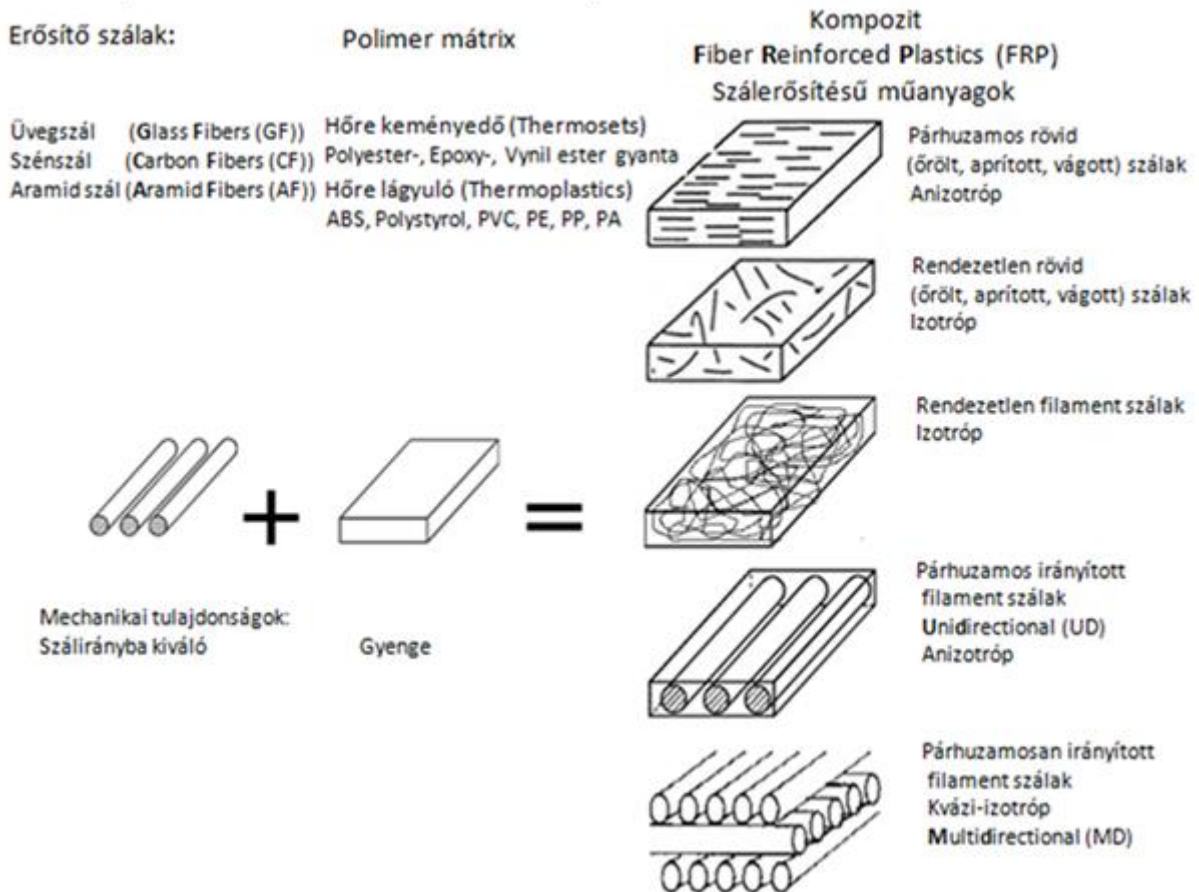 Erősítő szálak:
Üvegszál (Glass Fibers (GF))
Szénszál (Carbon Fibers (CF))
Aramid szál (Aramid Fibers (AF))
Polimer mátrix
Hőre keményedő (Thermosets)
Polyester-, Epoxy-, Vynil ester gyanta
Hőre lágyuló (Thermoplastics)
ABS, Polystyrol, PVC, PE, PP, PA
Kompozit
Fiber Reinforced Plastics (FRP)
Szálerősítésű műanyagok
Párhuzamos rövid
(őrölt, aprított, vágott) szálak
Anizotróp
Rendezetlen rövid
(őrölt, aprított, vágott) szálak
Izotróp
Rendezetlen filament szálak
Izotróp
+
=
Mechanikai tulajdonságok:
Szálirányba kiváló
Gyenge
Párhuzamos irányított
filament szálak
Unidirectional (UD)
Anizotróp
Párhuzamosan irányított
filament szálak
Kvázi-izotróp
Multidirectional (MD)